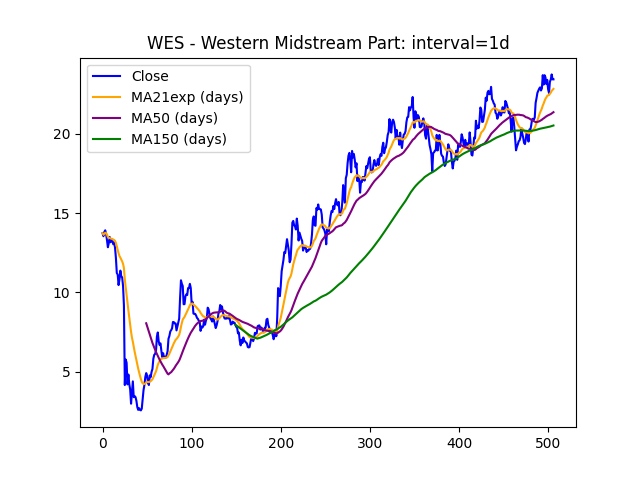 WES - Western Midstream Part: interval=1d
Close
MA21exp (days)
MA50 (days)
MA150 (days)
20
15
10
5
0 100 200 300 400 500